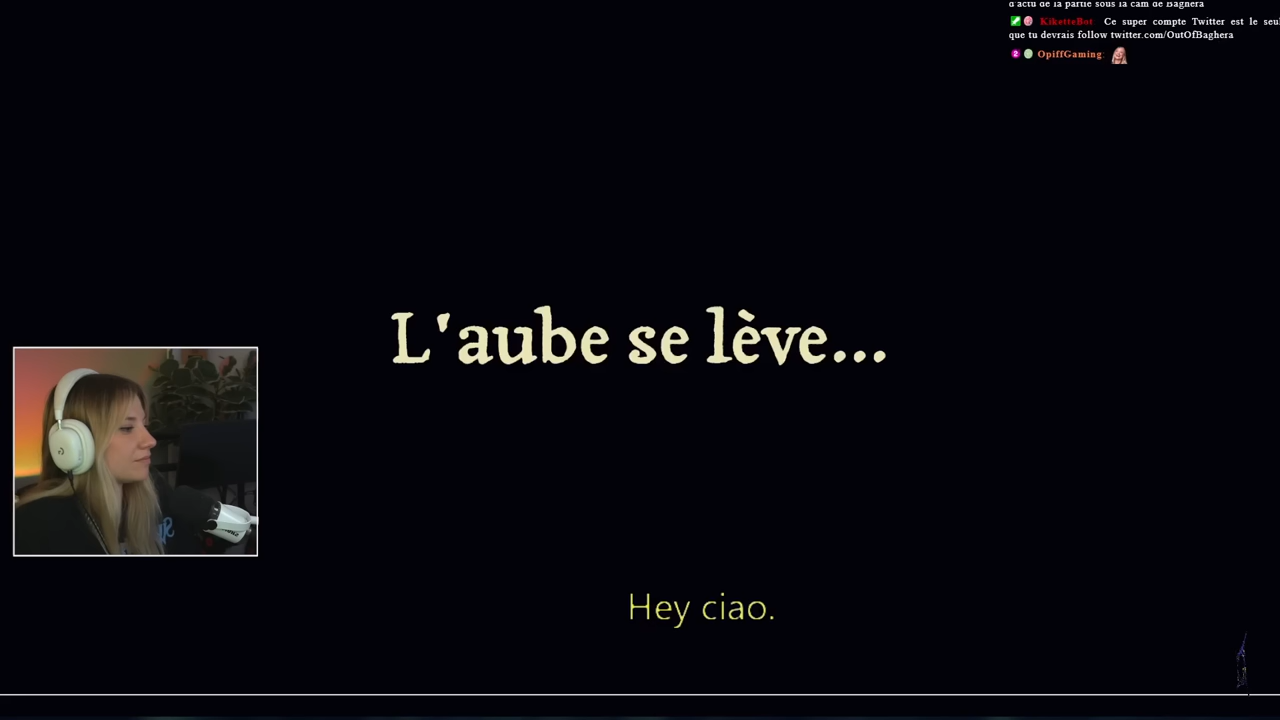 d'actu de la partie sous la cam de Baghera
KiketteBot Ce super compte Twitter est le seul
que tu devrais follow twitter.com/OutOfBaghera
2 OpiffGaming:
L'aube se lève...
Hey ciao.